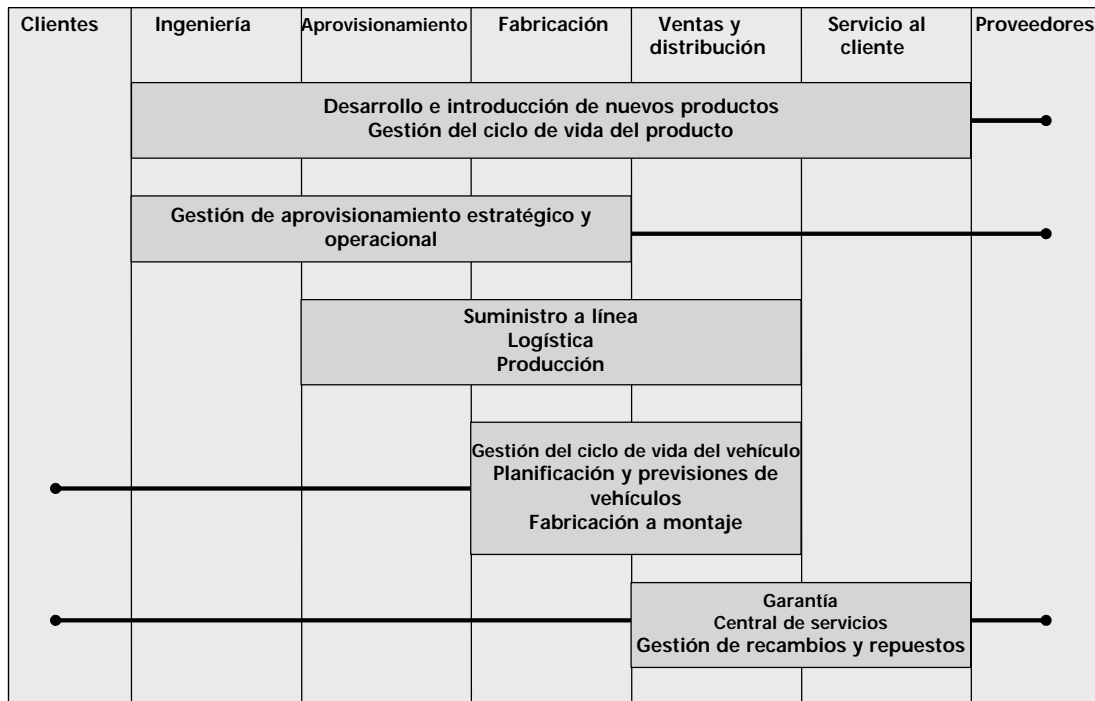 Clientes
Ingeniería
Aprovisionamiento
Fabricación
Ventas y
distribución
Servicio al
cliente
Proveedores
Desarrollo e introducción de nuevos productos
Gestión del ciclo de vida del producto
Gestión de aprovisionamiento estratégico y
operacional
Suministro a línea
Logística
Producción
Gestión del ciclo de vida del vehículo
Planificación y previsiones de
vehículos
Fabricación a montaje
Garantía
Central de servicios
Gestión de recambios y repuestos